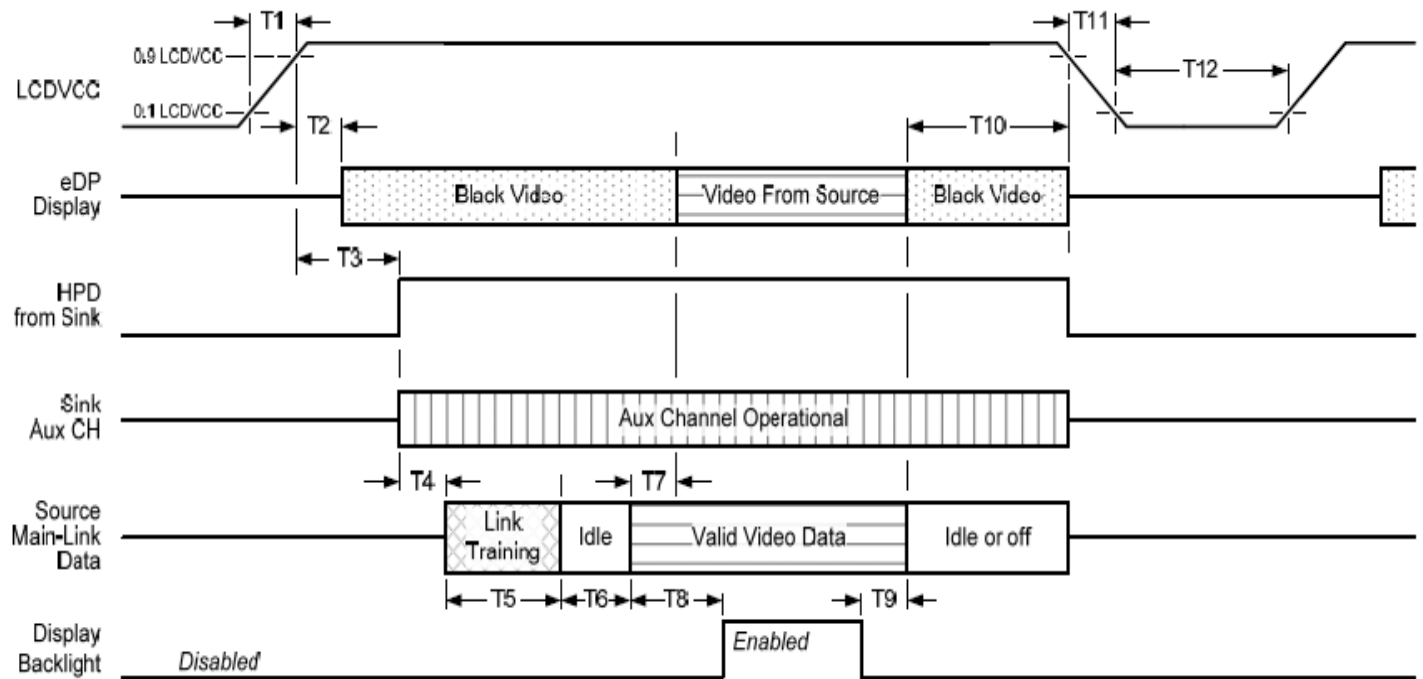 T1
T11
0.9 LCDVCC
T12
LCDVCC
0.1 LCDVCC
T2
T10
eDP
Display
Black Video
Video From Source
Black Video
T3
HPD
from Sink
Sink
Aux CH
Aux Channel Operational
T4
T7
Source
Main-Link
Data
Link
Training
Idle
Valid Video Data
Idle or off
T5
T6
T8
T9
Display
Backlight
Disabled
Enabled